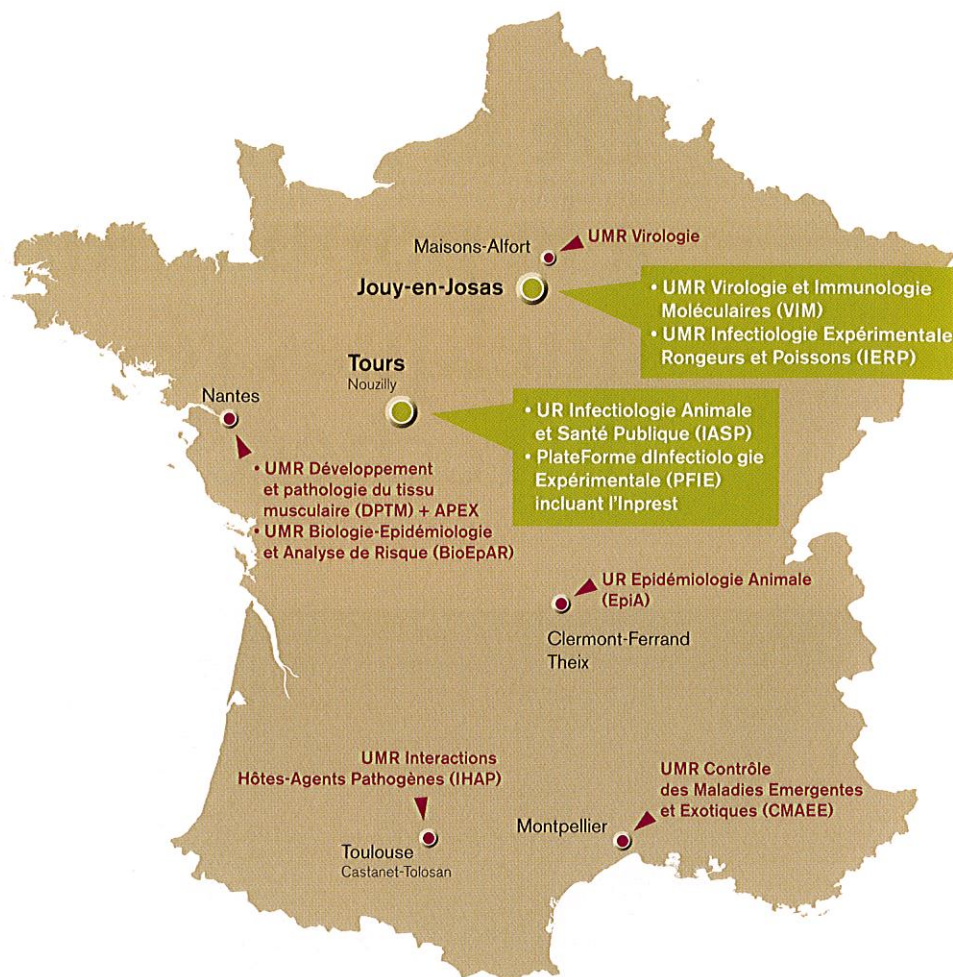 Maisons-Alfort
UMR Virologie
Jouy-en-Josas
• UMR Virologie et Immunologie
Moléculaires (VIM)
• UMR Infectiologie Expérimentale
Rongeurs et Poissons (IERP)
Tours
Nouzilly
• UR Infectiologie Animale
et Santé Publique (IASP)
• PlateForme dInfectiolo gie
Expérimentale (PFIE)
incluant l'Inprest
Nantes
• UMR Développement
et pathologie du tissu
musculaire (DPTM) + APEX
• UMR Biologie-Epidémiologie
et Analyse de Risque (BioEpAR)
UR Epidémiologie Animale
(EpiA)
Clermont-Ferrand
Theix
UMR Interactions
Hôtes-Agents Pathogènes (IHAP)
Toulouse
Castanet-Tolosan
Montpellier
UMR Contrôle
des Maladies Emergentes
et Exotiques (CMAEE)